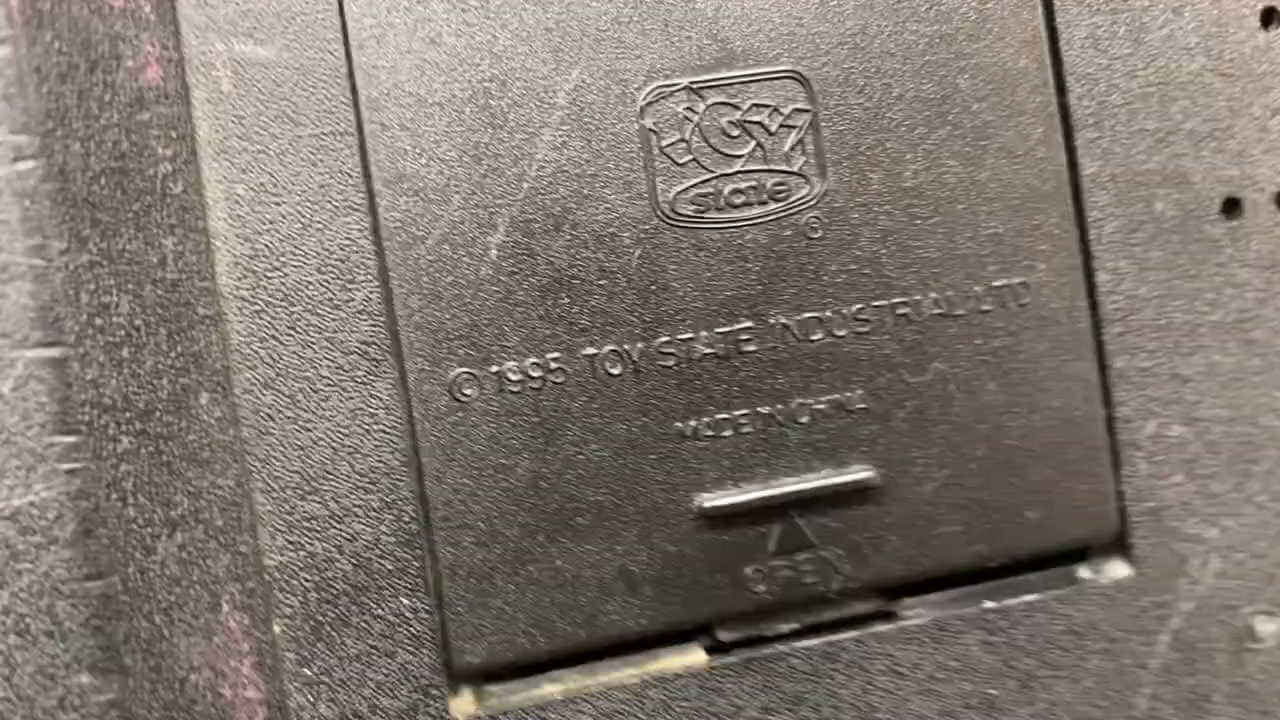 TOY
State
©
© 1995 TOY STATE INDUSTRIAL LTD
MADE IN CHINA
OPEN